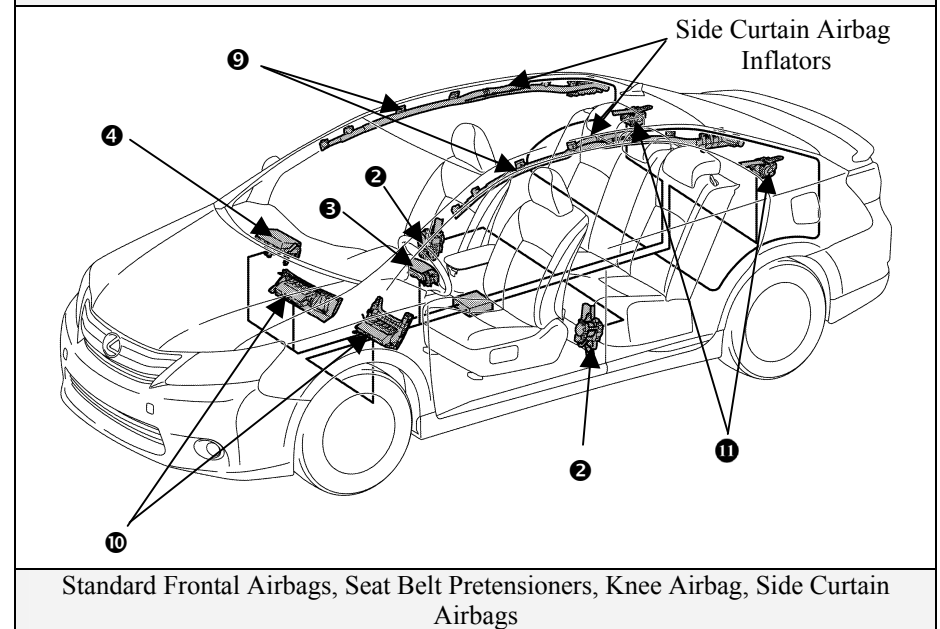 Side Curtain Airbag
Inflators
❾
❹
❷
❸
❾
❷
⓫
❿
Standard Frontal Airbags, Seat Belt Pretensioners, Knee Airbag, Side Curtain
Airbags